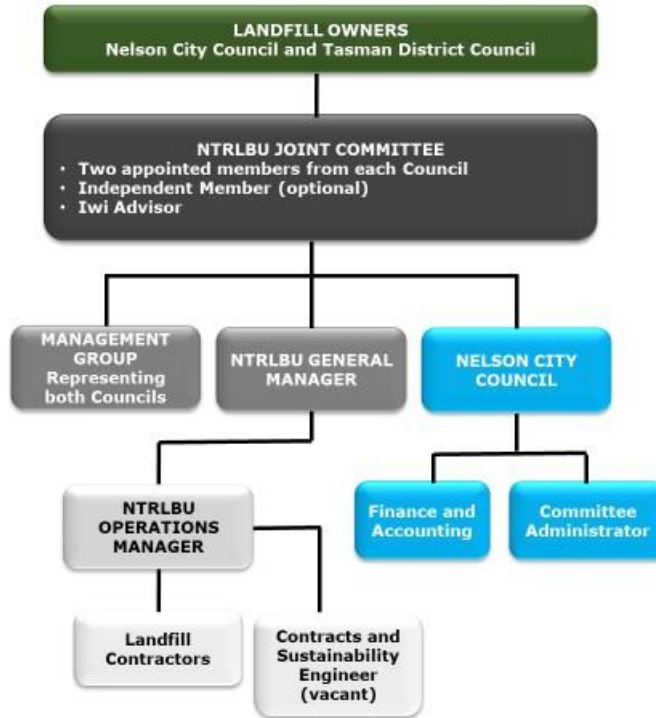 LANDFILL OWNERS
Nelson City Council and Tasman District Council
NTRLBU JOINT COMMITTEE
• Two appointed members from each Council
• Independent Member (optional)
• Iwi Advisor
MANAGEMENT
GROUP
Representing
both Councils
NTRLBU GENERAL
MANAGER
NELSON CITY
COUNCIL
NTRLBU
OPERATIONS
MANAGER
Finance and
Accounting
Committee
Administrator
Landfill
Contractors
Contracts and
Sustainability
Engineer
(vacant)